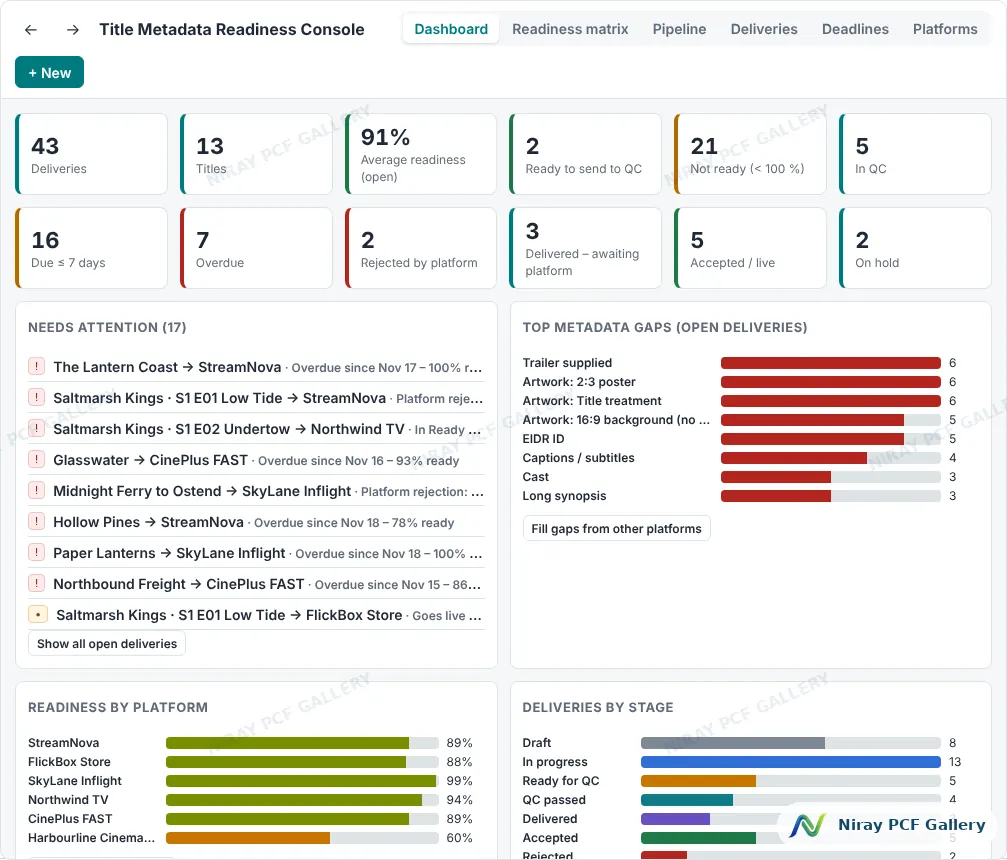 ← → Title Metadata Readiness Console
Dashboard Readiness matrix Pipeline Deliveries Deadlines Platforms
+ New
43
Deliveries
13
Titles
91%
Average readiness
(open)
2
Ready to send to QC
21
Not ready (< 100 %)
5
In QC
16
Due ≤ 7 days
7
Overdue
2
Rejected by platform
3
Delivered – awaiting
platform
5
Accepted / live
2
On hold
NEEDS ATTENTION (17)
! The Lantern Coast → StreamNova · Overdue since Nov 17 – 100% r...
! Saltmarsh Kings · S1 E01 Low Tide → StreamNova · Platform reje...
! Saltmarsh Kings · S1 E02 Undertow → Northwind TV · In Ready ...
! Glasswater → CinePlus FAST · Overdue since Nov 16 – 93% ready
! Midnight Ferry to Ostend → SkyLane Inflight · Platform rejection: ...
! Hollow Pines → StreamNova · Overdue since Nov 18 – 78% ready
! Paper Lanterns → SkyLane Inflight · Overdue since Nov 18 – 100% ...
! Northbound Freight → CinePlus FAST · Overdue since Nov 15 – 86...
• Saltmarsh Kings · S1 E01 Low Tide → FlickBox Store · Goes live ...
Show all open deliveries
TOP METADATA GAPS (OPEN DELIVERIES)
Trailer supplied 6
Artwork: 2:3 poster 6
Artwork: Title treatment 6
Artwork: 16:9 background (no ... 5
EIDR ID 5
Captions / subtitles 4
Cast 3
Long synopsis 3
Fill gaps from other platforms
READINESS BY PLATFORM
StreamNova 89%
FlickBox Store 88%
SkyLane Inflight 99%
Northwind TV 94%
CinePlus FAST 89%
Harbourline Cinema... 60%
DELIVERIES BY STAGE
Draft 8
In progress 13
Ready for QC 5
QC passed 4
Delivered
Accepted 5
Rejected 2
NIRAY PCF GALLERY
Niray PCF Gallery